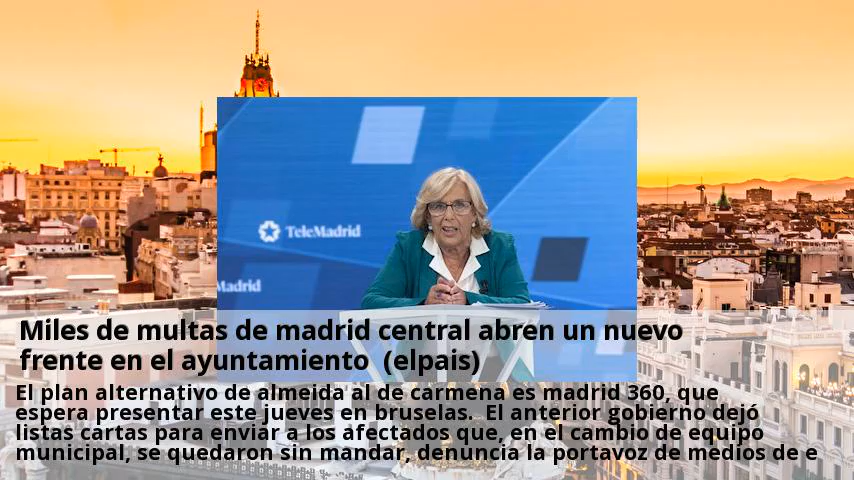 TeleMadrid
Madrid
Miles de multas de madrid central abren un nuevo
frente en el ayuntamiento (elpais)
El plan alternativo de almeida al de carmena es madrid 360, que
espera presentar este jueves en bruselas. El anterior gobierno dejó
listas cartas para enviar a los afectados que, en el cambio de equipo
municipal, se quedaron sin mandar, denuncia la portavoz de medios de e